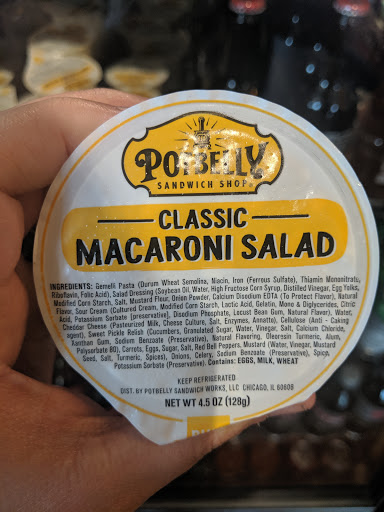 POTBELLY
SANDWICH SHOP
CLASSIC
MACARONI SALAD
INGREDIENTS: Gemelli Pasta (Durum Wheat Semolina, Niacin, Iron (Ferrous Sulfate), Thiamin Mononitrate,
Riboflavin, Folic Acid), Salad Dressing (Soybean Oil, Water, High Fructose Corn Syrup, Distilled Vinegar, Egg Yolks,
Modified Corn Starch, Salt, Mustard Flour, Onion Powder, Calcium Disodium EDTA (To Protect Flavor), Natural
Flavor, Sour Cream (Cultured Cream, Modified Corn Starch, Lactic Acid, Gelatin, Mono & Diglycerides, Citric
Acid, Potassium Sorbate [preservative], Disodium Phosphate, Locust Bean Gum, Natural Flavor), Water,
Cheddar Cheese (Pasteurized Milk, Cheese Culture, Salt, Enzymes, Annatto), Cellulose (Anti - Caking
agent), Sweet Pickle Relish (Cucumbers, Granulated Sugar, Water, Vinegar, Salt, Calcium Chloride,
Xanthan Gum, Sodium Benzoate (Preservative), Natural Flavoring, Oleoresin Turmeric, Alum,
Polysorbate 80), Carrots, Eggs, Sugar, Salt, Red Bell Peppers, Mustard (Water, Vinegar, Mustard
Seed, Salt, Turmeric, Spices), Onions, Celery, Sodium Benzoate (Preservative), Spice,
Potassium Sorbate (Preservative). Contains: EGGS, MILK, WHEAT
KEEP REFRIGERATED
DIST. BY POTBELLY SANDWICH WORKS, LLC CHICAGO, IL 60606
NET WT 4.5 OZ (128g)